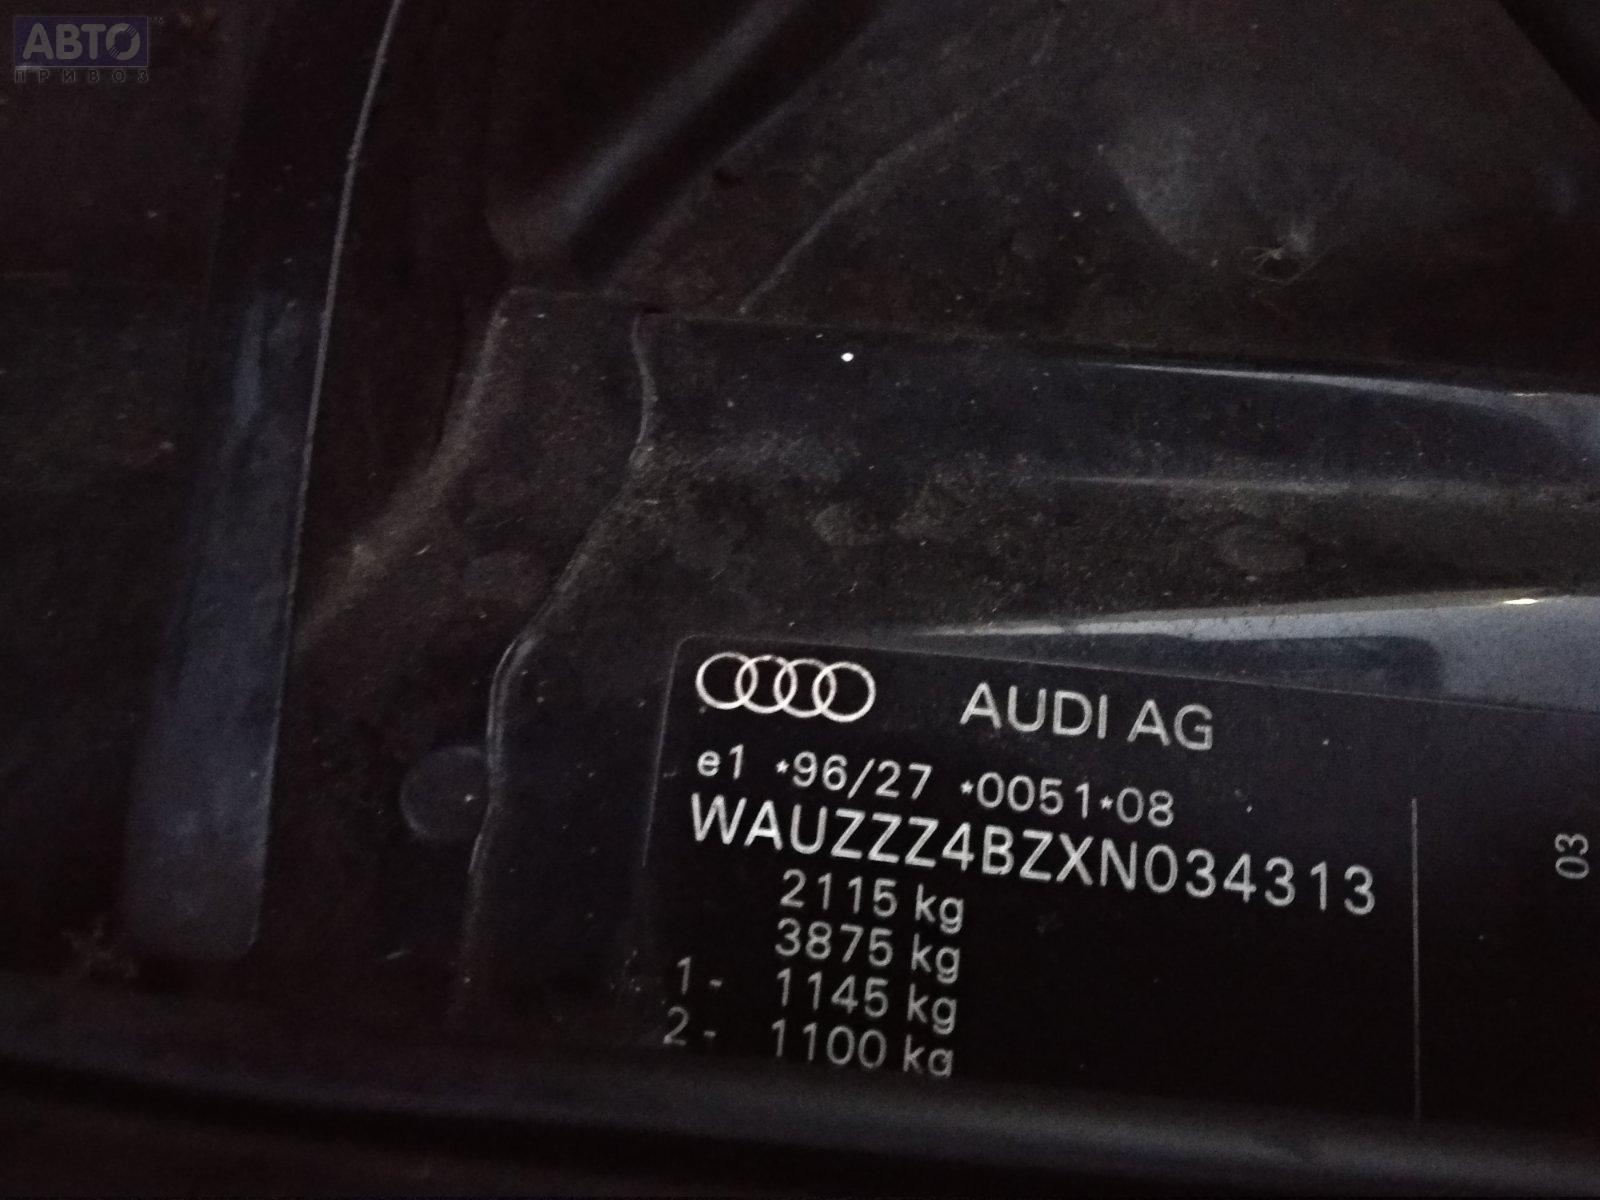 АВТО
ПРИВОЗ
AUDI AG
e1 *96/27 *0051*08
WAUZZZ4BZXN034313
2115 kg
3875 kg
1- 1145 kg
2- 1100 kg
03